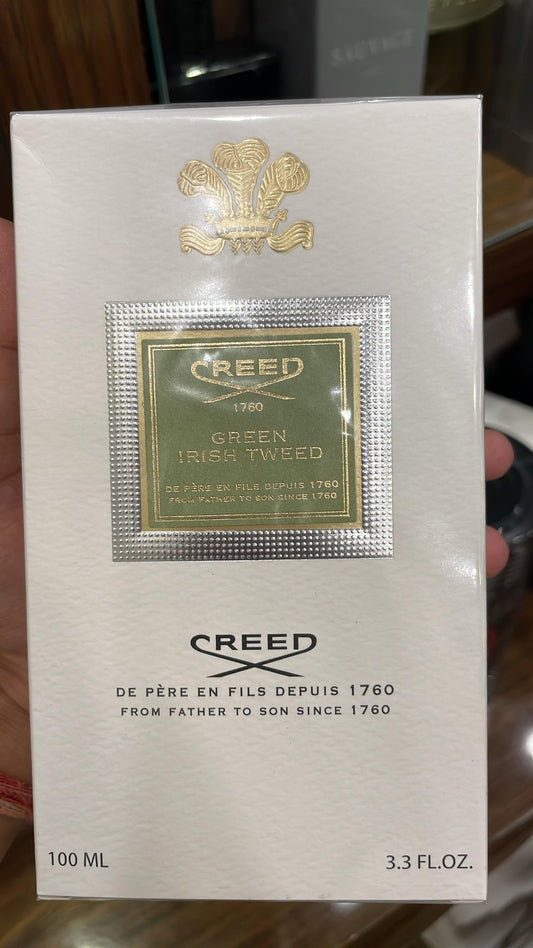 SAUVAGE
CREED
1760
GREEN
IRISH TWEED
DE PÈRE EN FILS DEPUIS 1760
FROM FATHER TO SON SINCE 1760
CREED
DE PÈRE EN FILS DEPUIS 1760
FROM FATHER TO SON SINCE 1760
100 ML
3.3 FL.OZ.